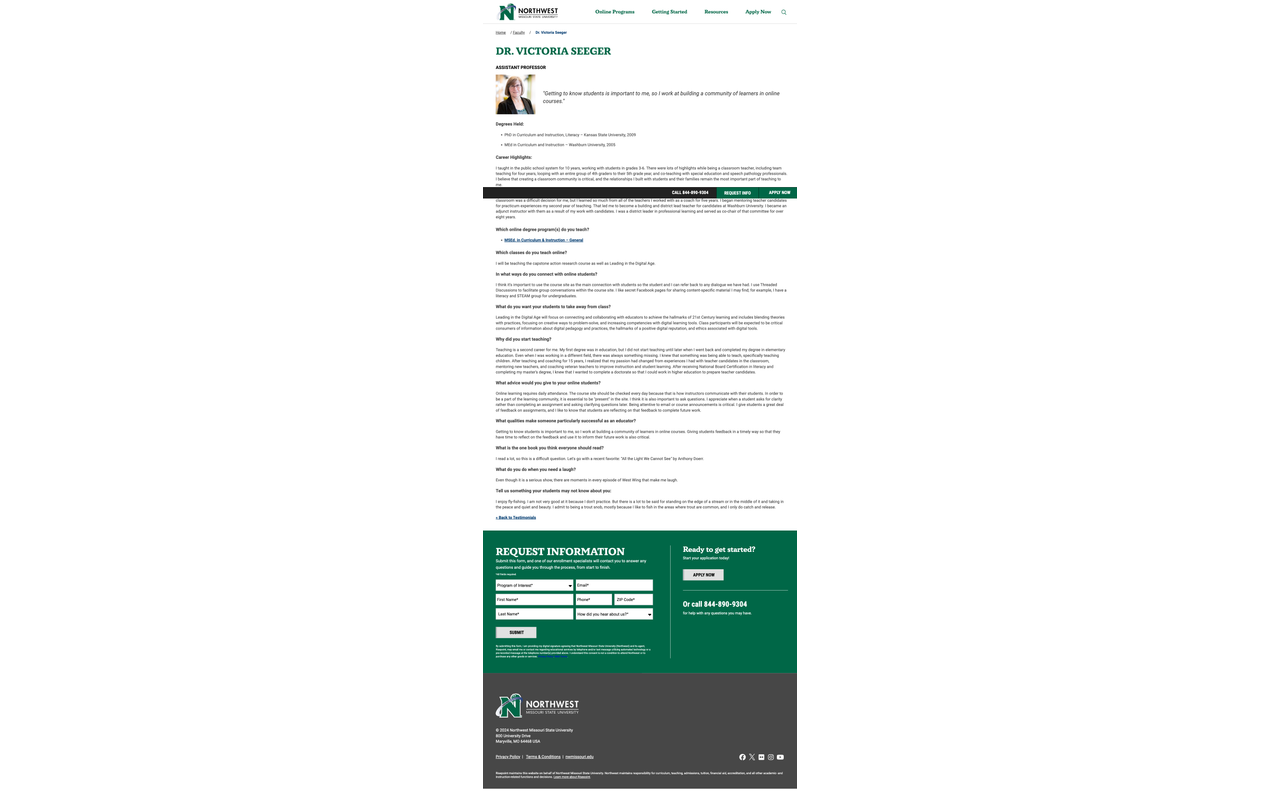 NORTHWEST
MISSOURI STATE UNIVERSITY
Online Programs
Getting Started
Resources
Apply Now
Home / Faculty / Dr. Victoria Seeger
DR. VICTORIA SEEGER
ASSISTANT PROFESSOR
"Getting to know students is important to me, so I work at building a community of learners in online
courses."
Degrees Held:
• PhD in Curriculum and Instruction, Literacy – Kansas State University, 2009
• MEd in Curriculum and Instruction – Washburn University, 2003
Career Highlights:
I taught in the public school system for 10 years, working with students in grades 3-6. There were lots of highlights while being a classroom teacher, including team
teaching for four years, looping with an entire group of 4th graders to their 5th grade year, and co-teaching with special education and speech pathology professionals.
I believe that creating a classroom community is critical, and the relationships I built with students and their families remain the most important part of teaching to
me.
CALL 844-890-9304
REQUEST INFO
APPLY NOW
classroom was a difficult decision for me, but I learned so much from all of the teachers I worked with as a coach for five years. I began mentoring teacher candidates
for practicum experiences my second year of teaching. That led me to become a building and district lead teacher for candidates at Washburn University. I became an
adjunct instructor with them as a result of my work with candidates. I was a district leader in professional learning and served as co-chair of that committee for over
eight years.
Which online degree program(s) do you teach?
• MSEd. in Curriculum & Instruction – General
Which classes do you teach online?
I will be teaching the capstone action research course as well as Leading in the Digital Age.
In what ways do you connect with online students?
I think it's important to use the course site as the main connection with students so the student and I can refer back to any dialogue we have had. I use Threaded
Discussions to facilitate group conversations within the course site. I like secret Facebook pages for sharing content-specific material I may find; for example, I have a
literacy and STEAM group for undergraduates.
What do you want your students to take away from class?
Leading in the Digital Age will focus on connecting and collaborating with educators to achieve the hallmarks of 21st Century learning and includes blending theories
with practices, focusing on creative ways to problem-solve, and increasing competencies with digital learning tools. Class participants will be expected to be critical
consumers of information about digital pedagogy and practices, the hallmarks of a positive digital reputation, and ethics associated with digital tools.
Why did you start teaching?
Teaching is a second career for me. My first degree was in education, but I did not start teaching until later when I went back and completed my degree in elementary
education. Even when I was working in a different field, there was always something missing. I knew that something was being able to teach, specifically teaching
children. After teaching and coaching for 15 years, I realized that my passion had changed from experiences I had with teacher candidates in the classroom,
mentoring new teachers, and coaching veteran teachers to improve instruction and student learning. After receiving National Board Certification in literacy and
completing my master's degree, I knew that I wanted to complete a doctorate so that I could work in higher education to prepare teacher candidates.
What advice would you give to your online students?
Online learning requires daily attendance. The course site should be checked every day because that is how instructors communicate with their students. In order to
be a part of the learning community, it is essential to be "present" in the site. I think it is also important to ask questions. I appreciate when a student asks for clarity
rather than completing an assignment and asking clarifying questions later. Being attentive to email or course announcements is critical. I give students a great deal
of feedback on assignments, and I like to know that students are reflecting on that feedback to complete future work.
What qualities make someone particularly successful as an educator?
Getting to know students is important to me, so I work at building a community of learners in online courses. Giving students feedback in a timely way so that they
have time to reflect on the feedback and use it to inform their future work is also critical.
What is the one book you think everyone should read?
I read a lot, so this is a difficult question. Let's go with a recent favorite: "All the Light We Cannot See" by Anthony Doerr.
What do you do when you need a laugh?
Even though it is a serious show, there are moments in every episode of West Wing that make me laugh.
Tell us something your students may not know about you:
I enjoy fly-fishing. I am not very good at it because I don't practice. But there is a lot to be said for standing on the edge of a stream or in the middle of it and taking in
the peace and quiet and beauty. I admit to being a trout snob, mostly because I like to fish in the areas where trout are common, and I only do catch and release.
« Back to Testimonials
REQUEST INFORMATION
Submit this form, and one of our enrollment specialists will contact you to answer any
questions and guide you through the process, from start to finish.
*All fields required.
Program of Interest*
Email*
First Name*
Phone*
ZIP Code*
Last Name*
How did you hear about us?*
SUBMIT
Ready to get started?
Start your application today!
APPLY NOW
Or call 844-890-9304
for help with any questions you may have.
NORTHWEST
MISSOURI STATE UNIVERSITY
© 2024 Northwest Missouri State University
800 University Drive
Maryville, MO 64468 USA
Privacy Policy | Terms & Conditions | nwmissouri.edu
Risepoint maintains this website on behalf of Northwest Missouri State University. Northwest maintains responsibility for curriculum, teaching, admissions, tuition, financial aid, accreditation, and all other academic- and
instruction-related functions and decisions. Learn more about Risepoint.